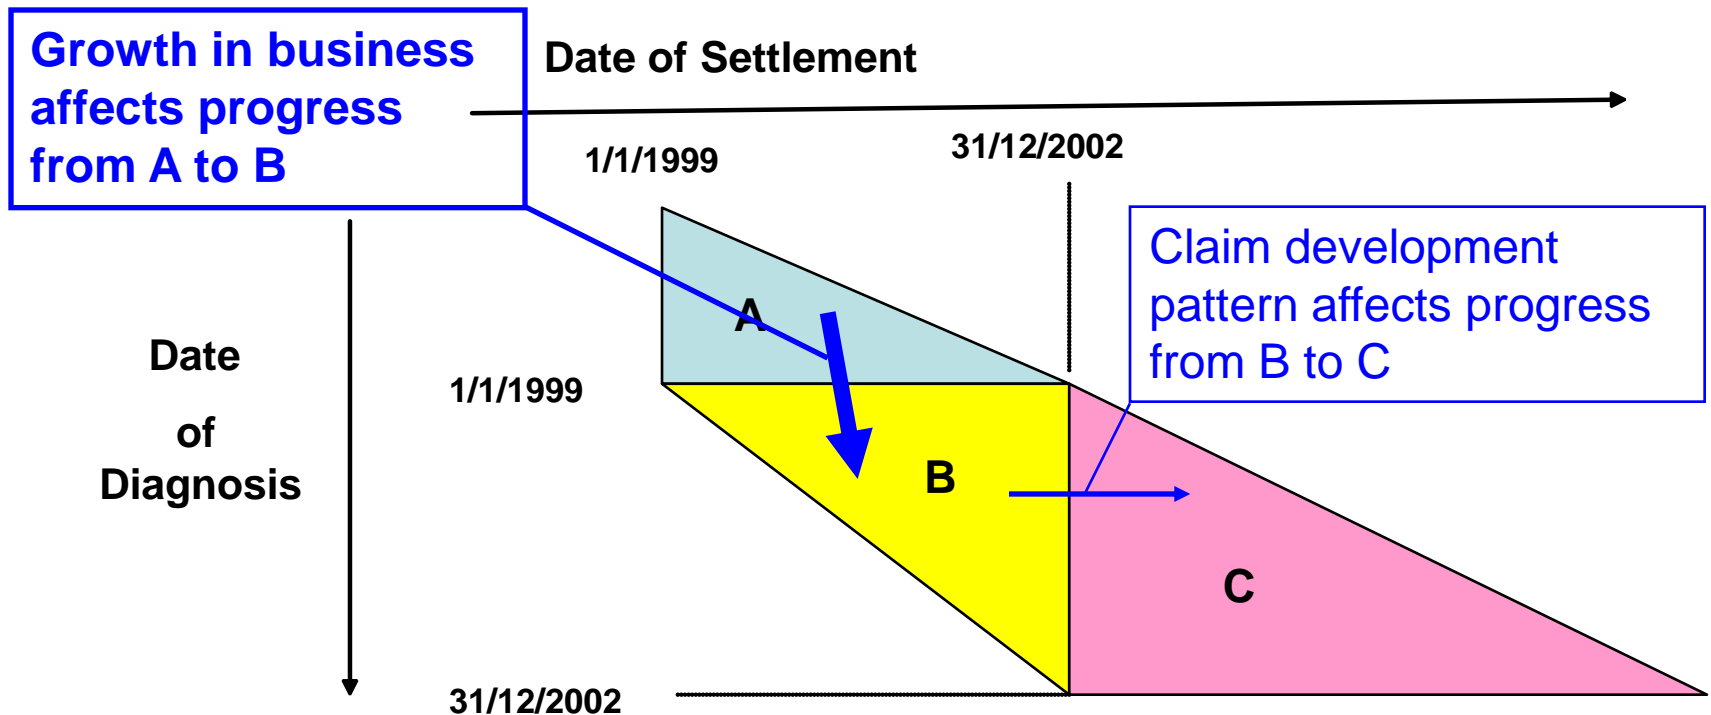 Growth in business
affects progress
from A to B
Date of Settlement
1/1/1999
31/12/2002
Claim development
pattern affects progress
from B to C
A
Date
of
Diagnosis
1/1/1999
B
C
31/12/2002